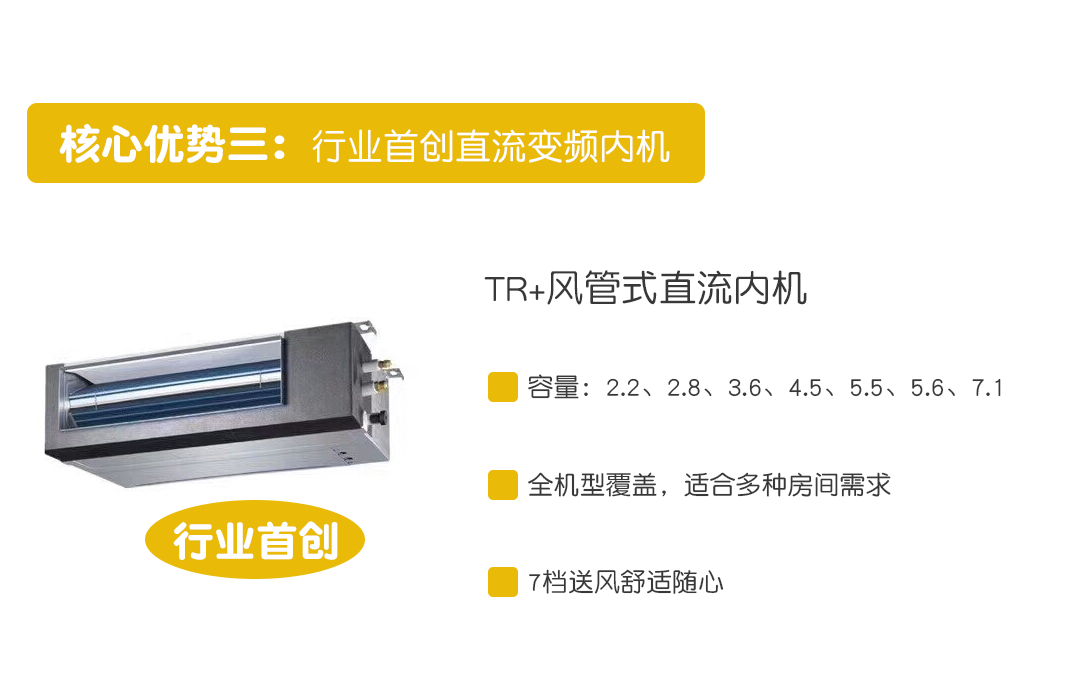 核心优势三：行业首创直流变频内机
TR+风管式直流内机
容量：2.2、2.8、3.6、4.5、5.5、5.6、7.1
全机型覆盖，适合多种房间需求
7档送风舒适随心
行业首创